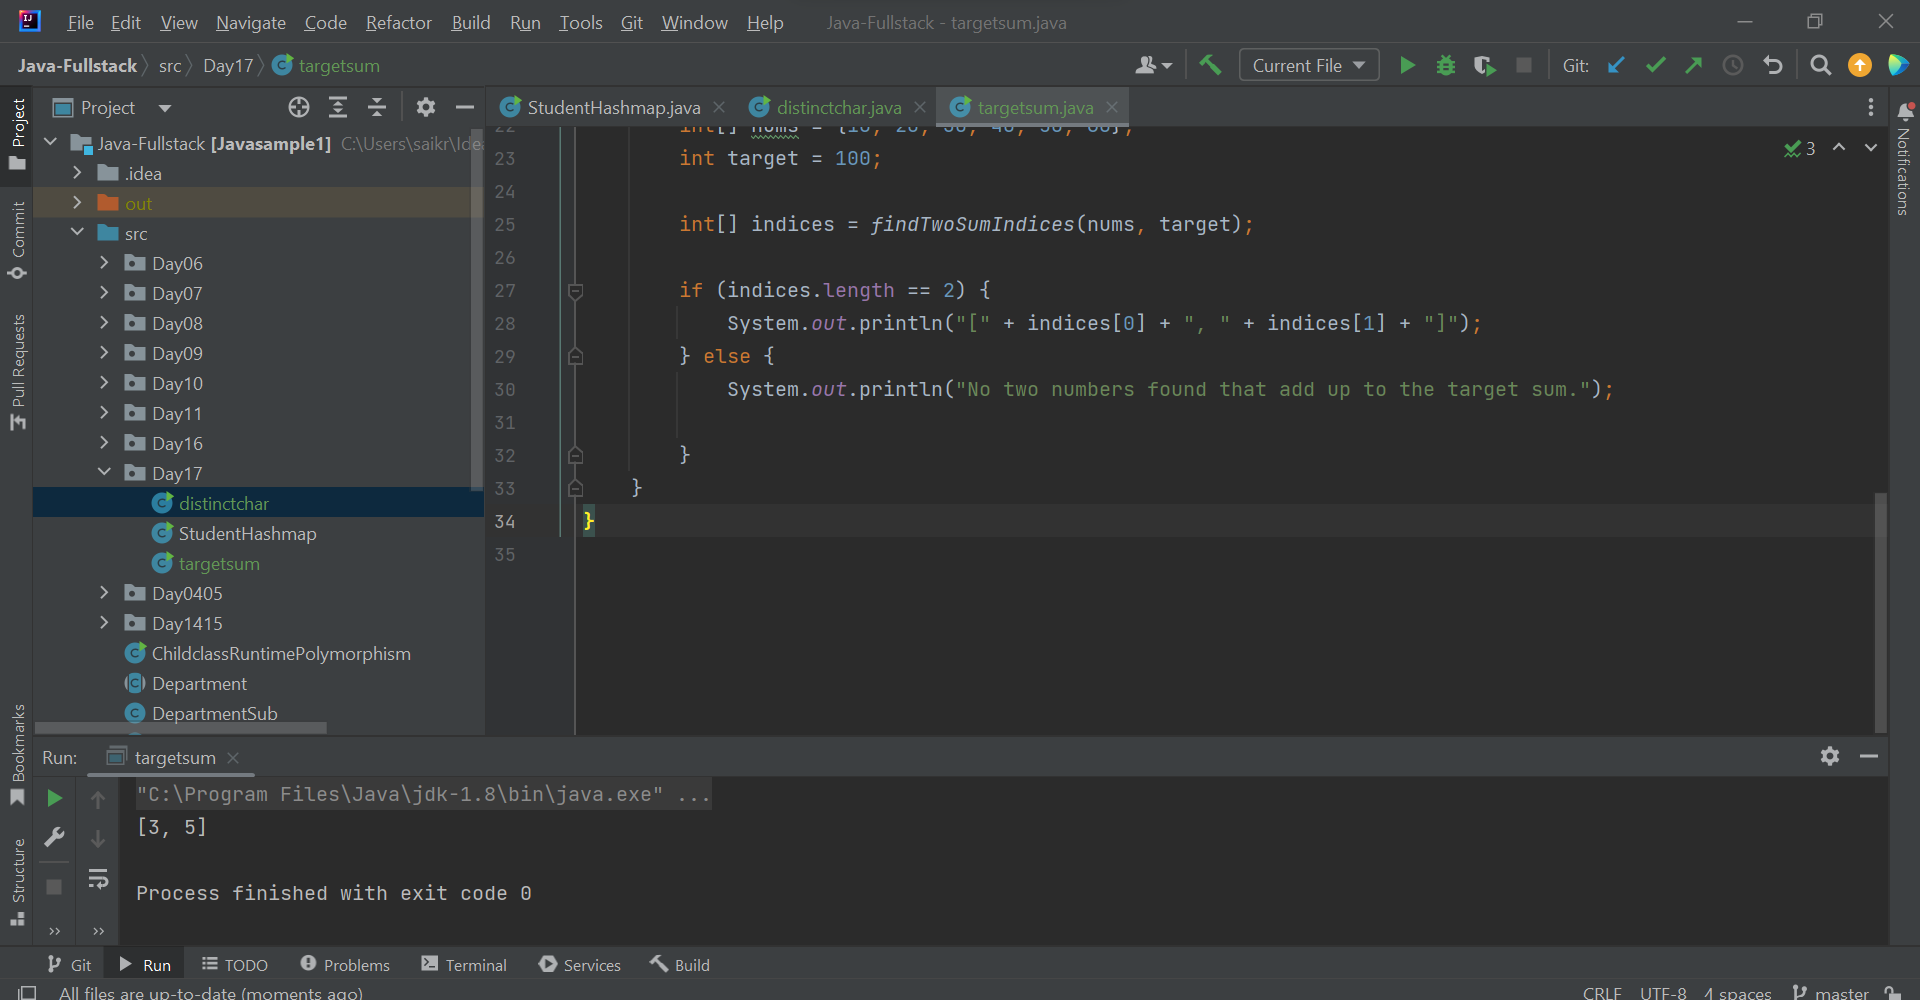 File Edit View Navigate Code Refactor Build Run Tools Git Window Help Java-Fullstack - targetsum.java
Java-Fullstack src Day17 targetsum
Current File
Git:
Project
StudentHashmap.java
distinctchar.java
targetsum.java
Java-Fullstack [Javasample1] C:\Users\saikr\Ide
.idea
out
src
Day06
Day07
Day08
Day09
Day10
Day11
Day16
Day17
distinctchar
StudentHashmap
targetsum
Day0405
Day1415
ChildclassRuntimePolymorphism
Department
DepartmentSub
3
22 int[] nums = {10, 20, 30, 40, 50, 60};
23 int target = 100;
24
25 int[] indices = findTwoSumIndices(nums, target);
26
27 if (indices.length == 2) {
28 System.out.println("[" + indices[0] + ", " + indices[1] + "]");
29 } else {
30 System.out.println("No two numbers found that add up to the target sum.");
31
32 }
33 }
34 }
35
Project
Commit
Pull Requests
Bookmarks
Structure
Notifications
Run: targetsum
"C:\Program Files\Java\jdk-1.8\bin\java.exe" ...
[3, 5]
Process finished with exit code 0
Git Run TODO Problems Terminal Services Build
All files are up-to-date (moments ago)
CRLF UTF-8 4 spaces master